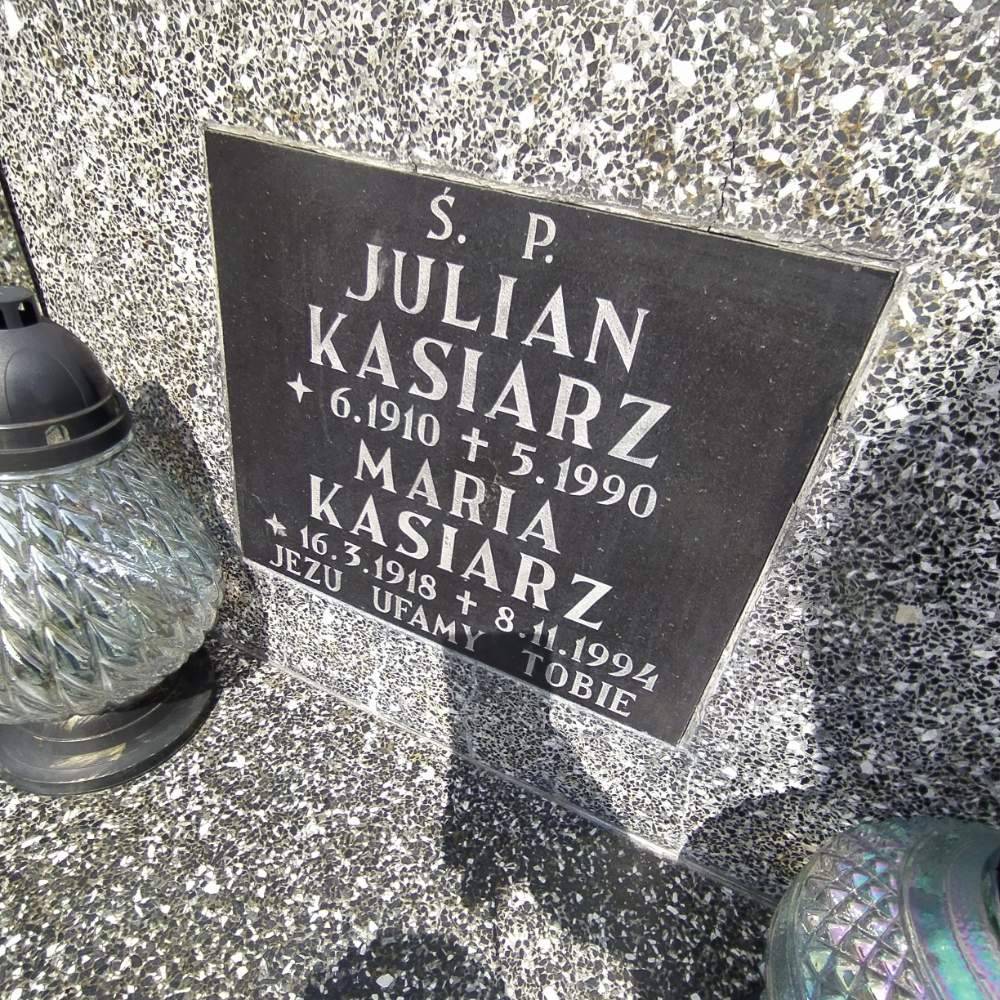 Ś. P.
JULIAN
KASIARZ
✦ 6.1910 ✝ 5.1990
MARIA
KASIARZ
✦ 16.3.1918 ✝ 8.11.1994
JEZU UFAMY TOBIE